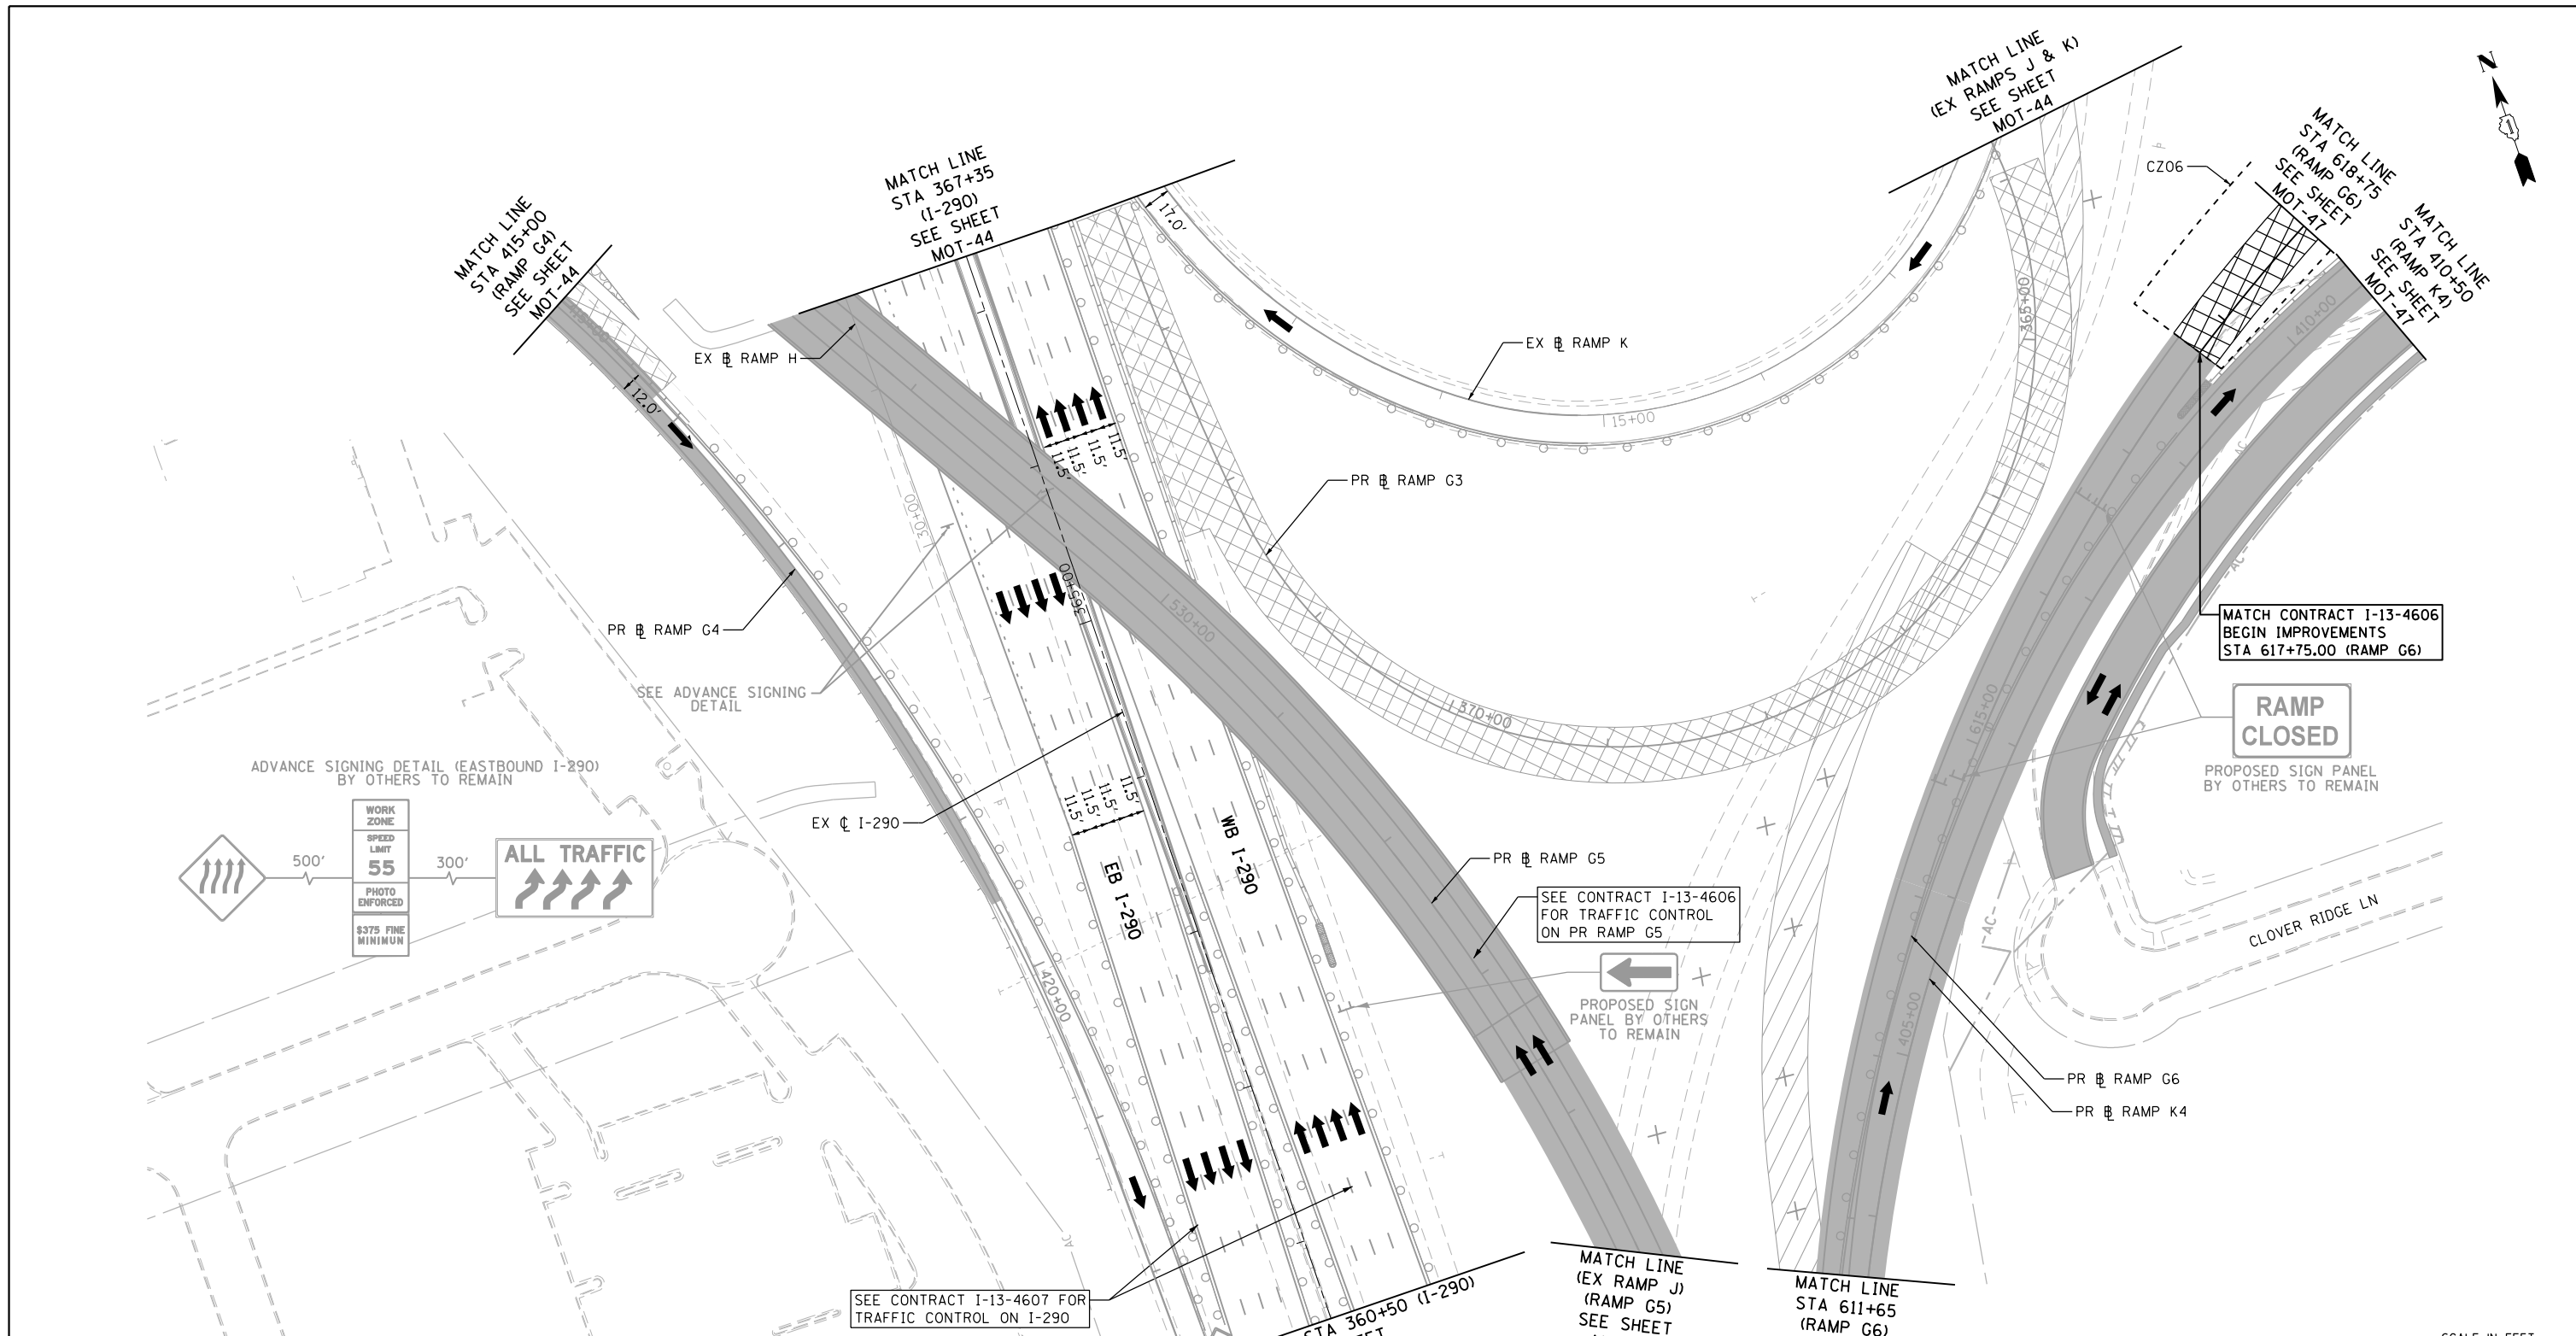 MATCH LINE
STA 415+00
(RAMP G4)
SEE SHEET
MOT-44
MATCH LINE
STA 367+35
(I-290)
SEE SHEET
MOT-44
MATCH LINE
(EX RAMPS J & K)
SEE SHEET
MOT-44
N
CZ06
MATCH LINE
STA 618+75
(RAMP G6)
SEE SHEET
MOT-47
MATCH LINE
STA 410+50
(RAMP K4)
SEE SHEET
MOT-47
17.0'
365+00
410+00
415+00
12.0'
EX ℄ RAMP H
EX ℄ RAMP K
15+00
11.5'
11.5'
11.5'
11.5'
PR ℄ RAMP G3
AC
AC
365+00
530+00
PR ℄ RAMP G4
MATCH CONTRACT I-13-4606
BEGIN IMPROVEMENTS
STA 617+75.00 (RAMP G6)
SEE ADVANCE SIGNING
DETAIL
370+00
615+00
RAMP
CLOSED
PROPOSED SIGN PANEL
BY OTHERS TO REMAIN
ADVANCE SIGNING DETAIL (EASTBOUND I-290)
BY OTHERS TO REMAIN
WORK
ZONE
SPEED
LIMIT
55
PHOTO
ENFORCED
$375 FINE
MINIMUN
500'
300'
ALL TRAFFIC
11.5'
11.5'
11.5'
11.5'
EX ℄ I-290
EB I-290
WB I-290
PR ℄ RAMP G5
SEE CONTRACT I-13-4606
FOR TRAFFIC CONTROL
ON PR RAMP G5
PROPOSED SIGN
PANEL BY OTHERS
TO REMAIN
AC
CLOVER RIDGE LN
420+00
405+00
PR ℄ RAMP G6
PR ℄ RAMP K4
AC
SEE CONTRACT I-13-4607 FOR
TRAFFIC CONTROL ON I-290
STA 360+50 (I-290)
MATCH LINE
(EX RAMP J)
(RAMP G5)
SEE SHEET
MATCH LINE
STA 611+65
(RAMP G6)
SCALE IN FEET